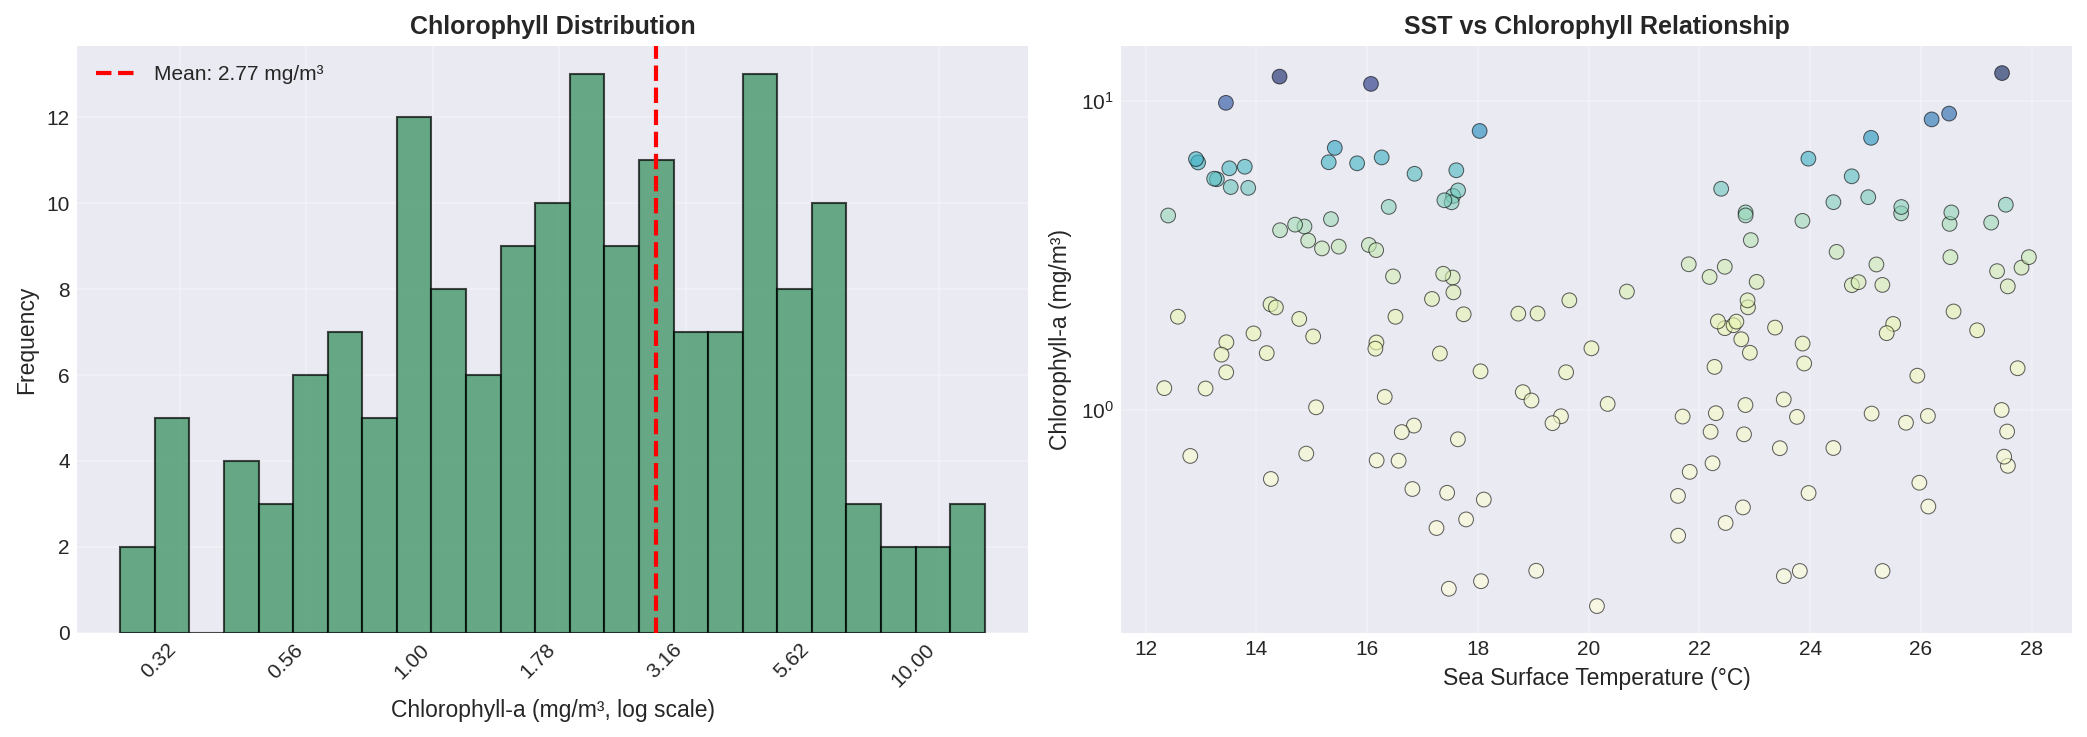 Chlorophyll Distribution
Mean: 2.77 mg/m³
Frequency
12
10
8
6
4
2
0
0.32 0.56 1.00 1.78 3.16 5.62 10.00
Chlorophyll-a (mg/m³, log scale)
SST vs Chlorophyll Relationship
Chlorophyll-a (mg/m³)
10¹
10⁰
12 14 16 18 20 22 24 26 28
Sea Surface Temperature (°C)